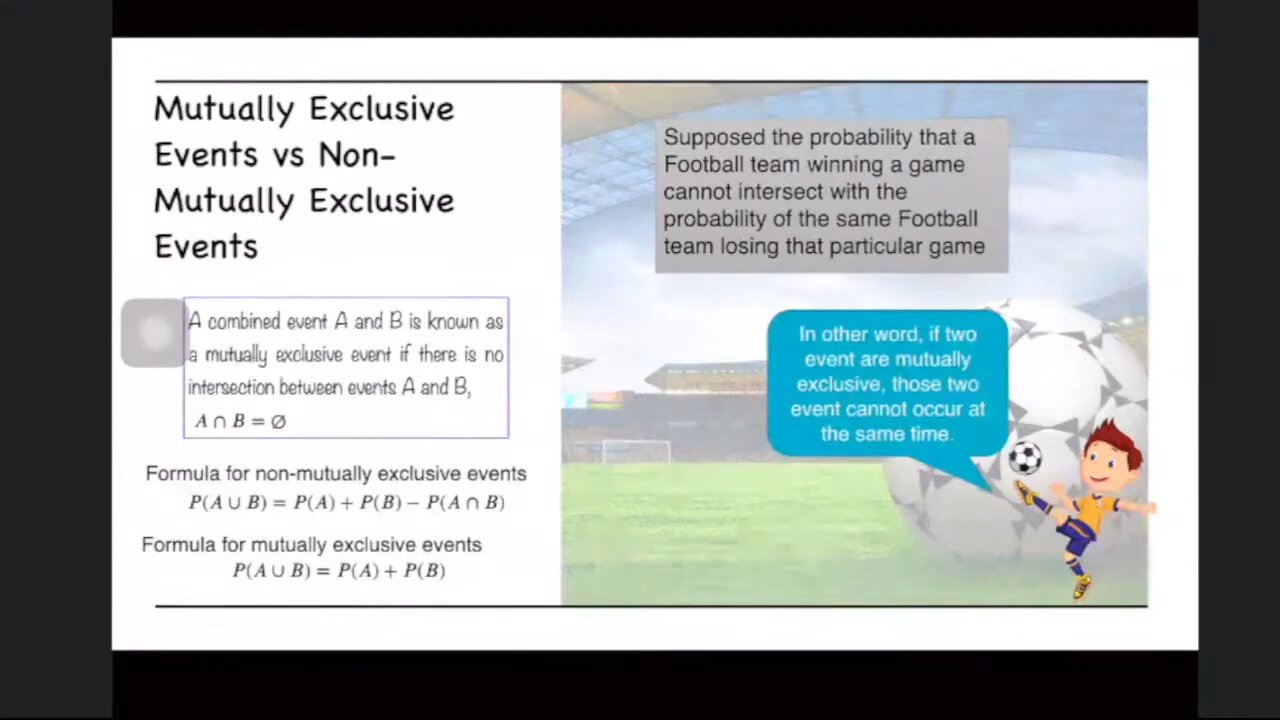 Mutually Exclusive
Events vs Non-
Mutually Exclusive
Events
A combined event A and B is known as
a mutually exclusive event if there is no
intersection between events A and B,
A ∩ B = ∅
Formula for non-mutually exclusive events
P(A ∪ B) = P(A) + P(B) − P(A ∩ B)
Formula for mutually exclusive events
P(A ∪ B) = P(A) + P(B)
Supposed the probability that a
Football team winning a game
cannot intersect with the
probability of the same Football
team losing that particular game
In other word, if two
event are mutually
exclusive, those two
event cannot occur at
the same time.